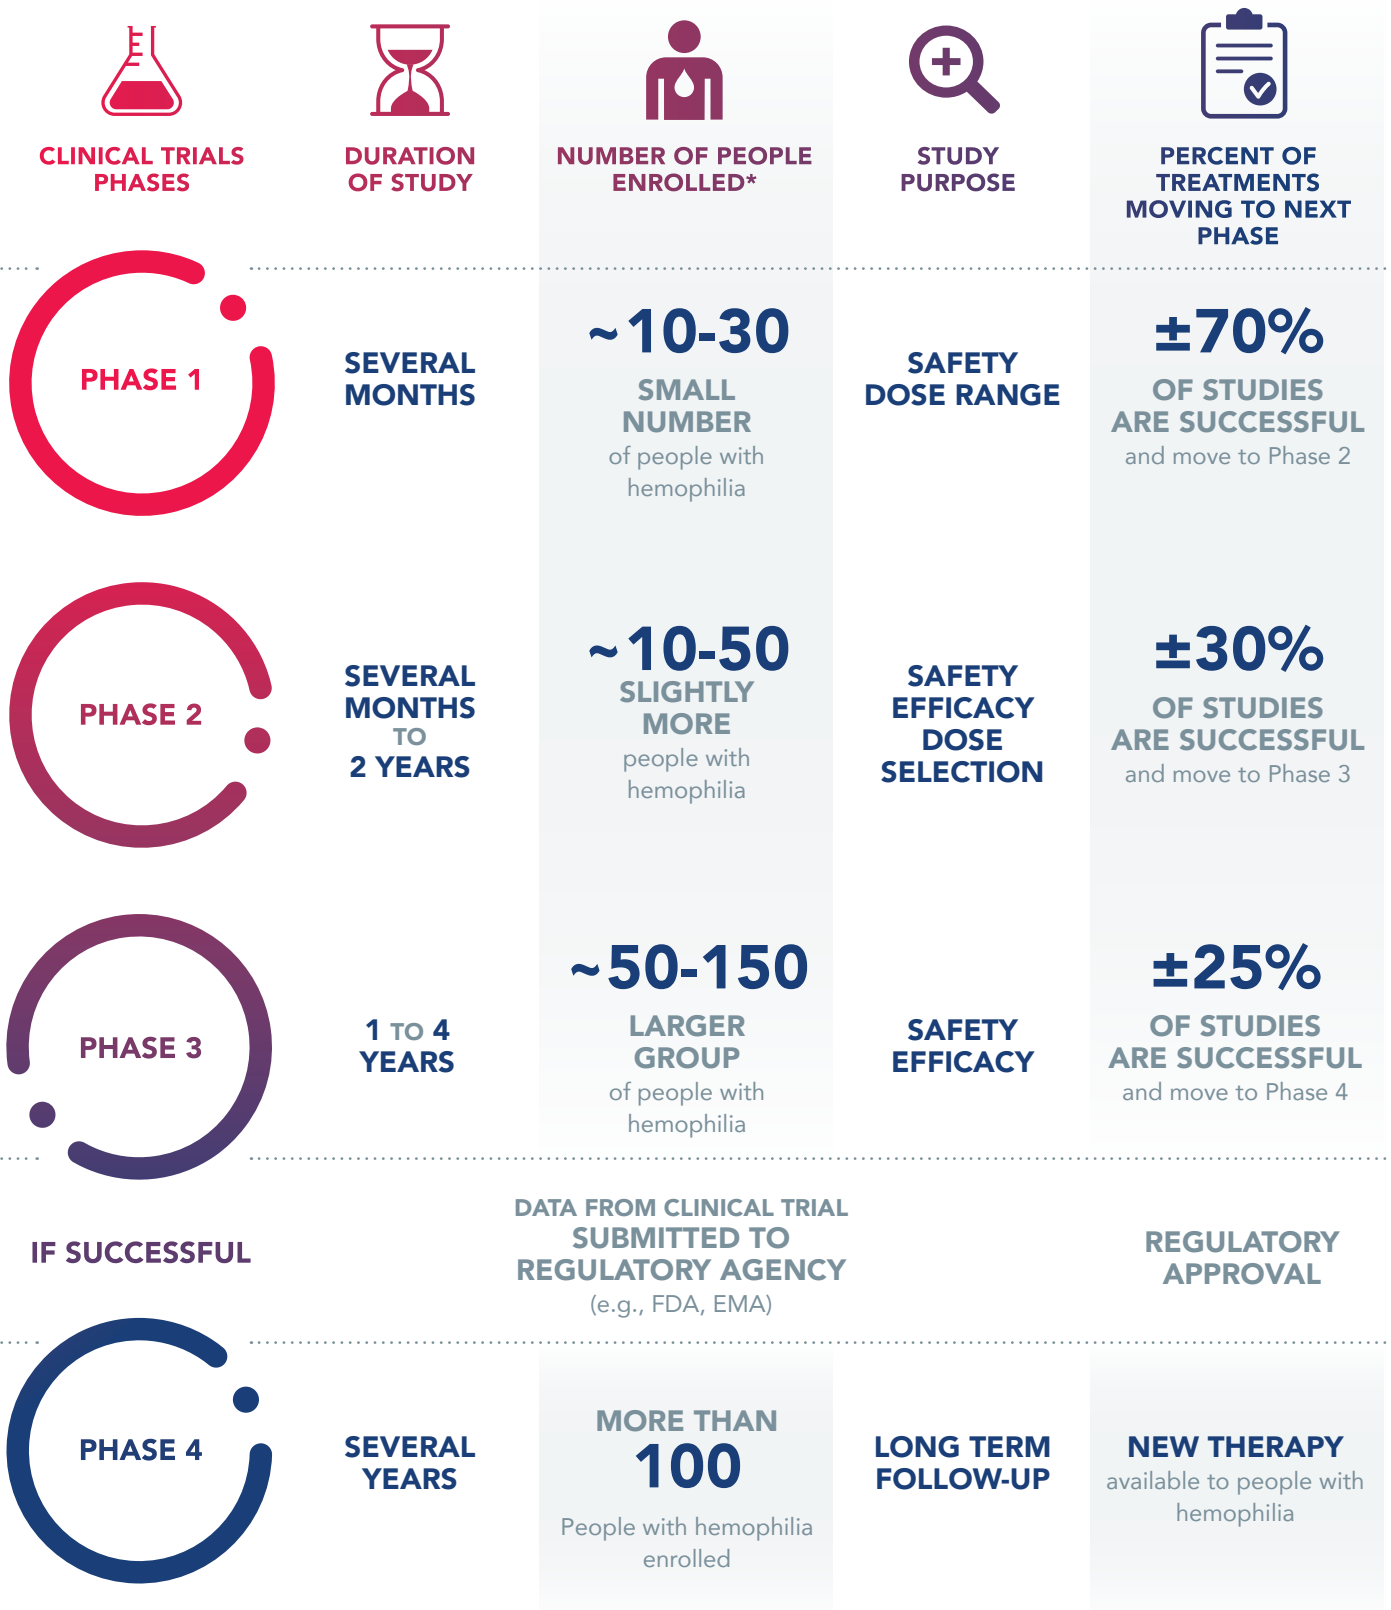 CLINICAL TRIALS
PHASES
DURATION
OF STUDY
NUMBER OF PEOPLE
ENROLLED*
STUDY
PURPOSE
PERCENT OF
TREATMENTS
MOVING TO NEXT
PHASE
PHASE 1
SEVERAL
MONTHS
~10-30
SMALL
NUMBER
of people with
hemophilia
SAFETY
DOSE RANGE
±70%
OF STUDIES
ARE SUCCESSFUL
and move to Phase 2
PHASE 2
SEVERAL
MONTHS
TO
2 YEARS
~10-50
SLIGHTLY
MORE
people with
hemophilia
SAFETY
EFFICACY
DOSE
SELECTION
±30%
OF STUDIES
ARE SUCCESSFUL
and move to Phase 3
PHASE 3
1 TO 4
YEARS
~50-150
LARGER
GROUP
of people with
hemophilia
SAFETY
EFFICACY
±25%
OF STUDIES
ARE SUCCESSFUL
and move to Phase 4
IF SUCCESSFUL
DATA FROM CLINICAL TRIAL
SUBMITTED TO
REGULATORY AGENCY
(e.g., FDA, EMA)
REGULATORY
APPROVAL
PHASE 4
SEVERAL
YEARS
MORE THAN
100
People with hemophilia
enrolled
LONG TERM
FOLLOW-UP
NEW THERAPY
available to people with
hemophilia